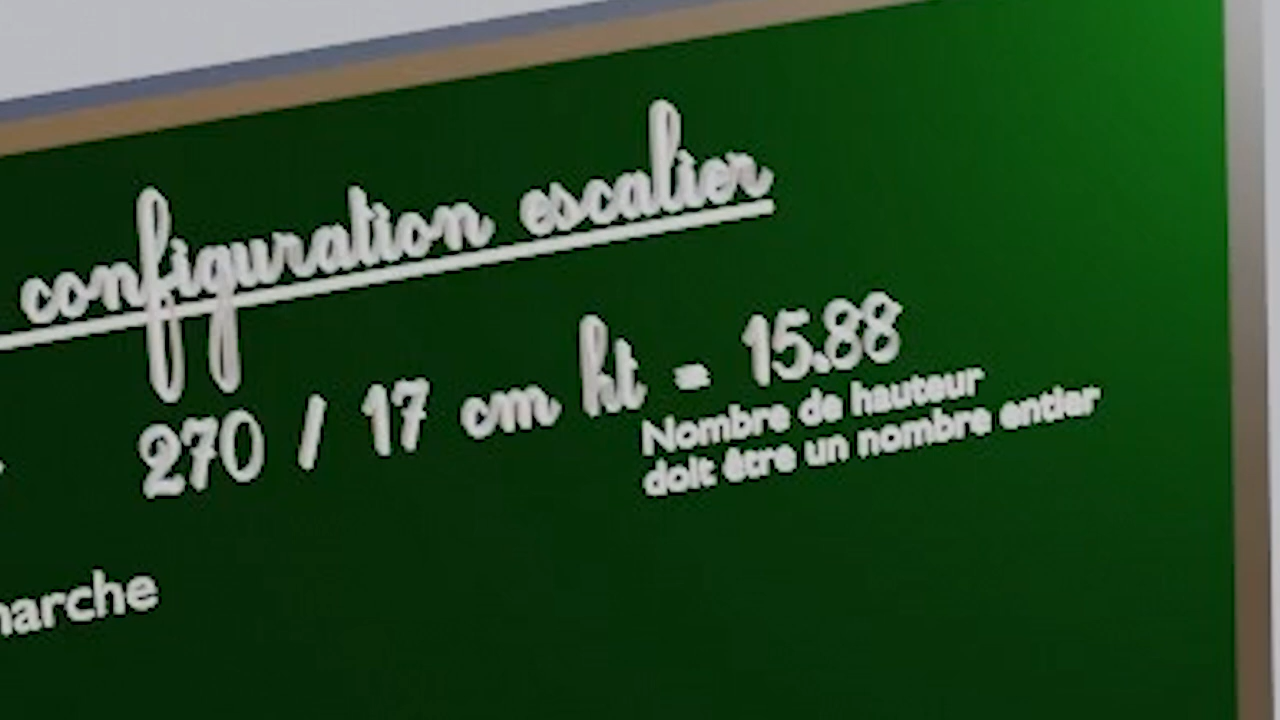 configuration escalier
270 / 17 cm ht = 15.88
Nombre de hauteur
doit être un nombre entier
marche